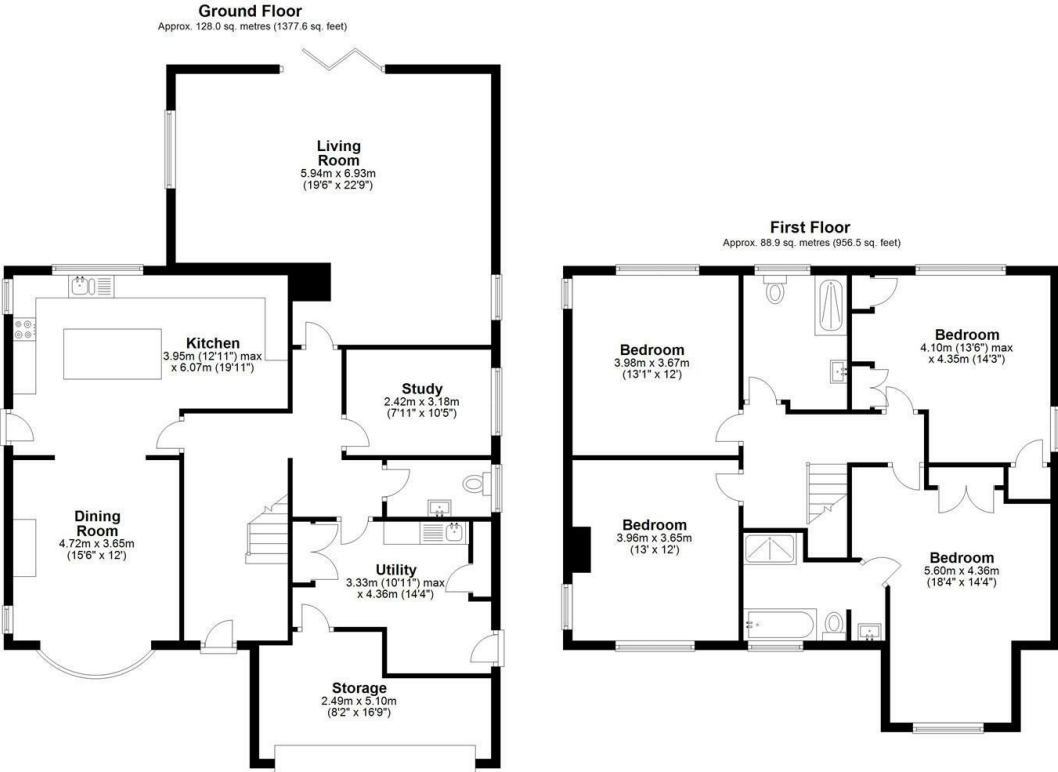 Ground Floor
Approx. 128.0 sq. metres (1377.6 sq. feet)
Living
Room
5.94m x 6.93m
(19'6" x 22'9")
Kitchen
3.95m (12'11") max
x 6.07m (19'11")
Study
2.42m x 3.18m
(7'11" x 10'5")
Dining
Room
4.72m x 3.65m
(15'6" x 12')
Utility
3.33m (10'11") max
x 4.36m (14'4")
Storage
2.49m x 5.10m
(8'2" x 16'9")
First Floor
Approx. 88.9 sq. metres (956.5 sq. feet)
Bedroom
3.98m x 3.67m
(13'1" x 12')
Bedroom
4.10m (13'6") max
x 4.35m (14'3")
Bedroom
3.96m x 3.65m
(13' x 12')
Bedroom
5.60m x 4.36m
(18'4" x 14'4")